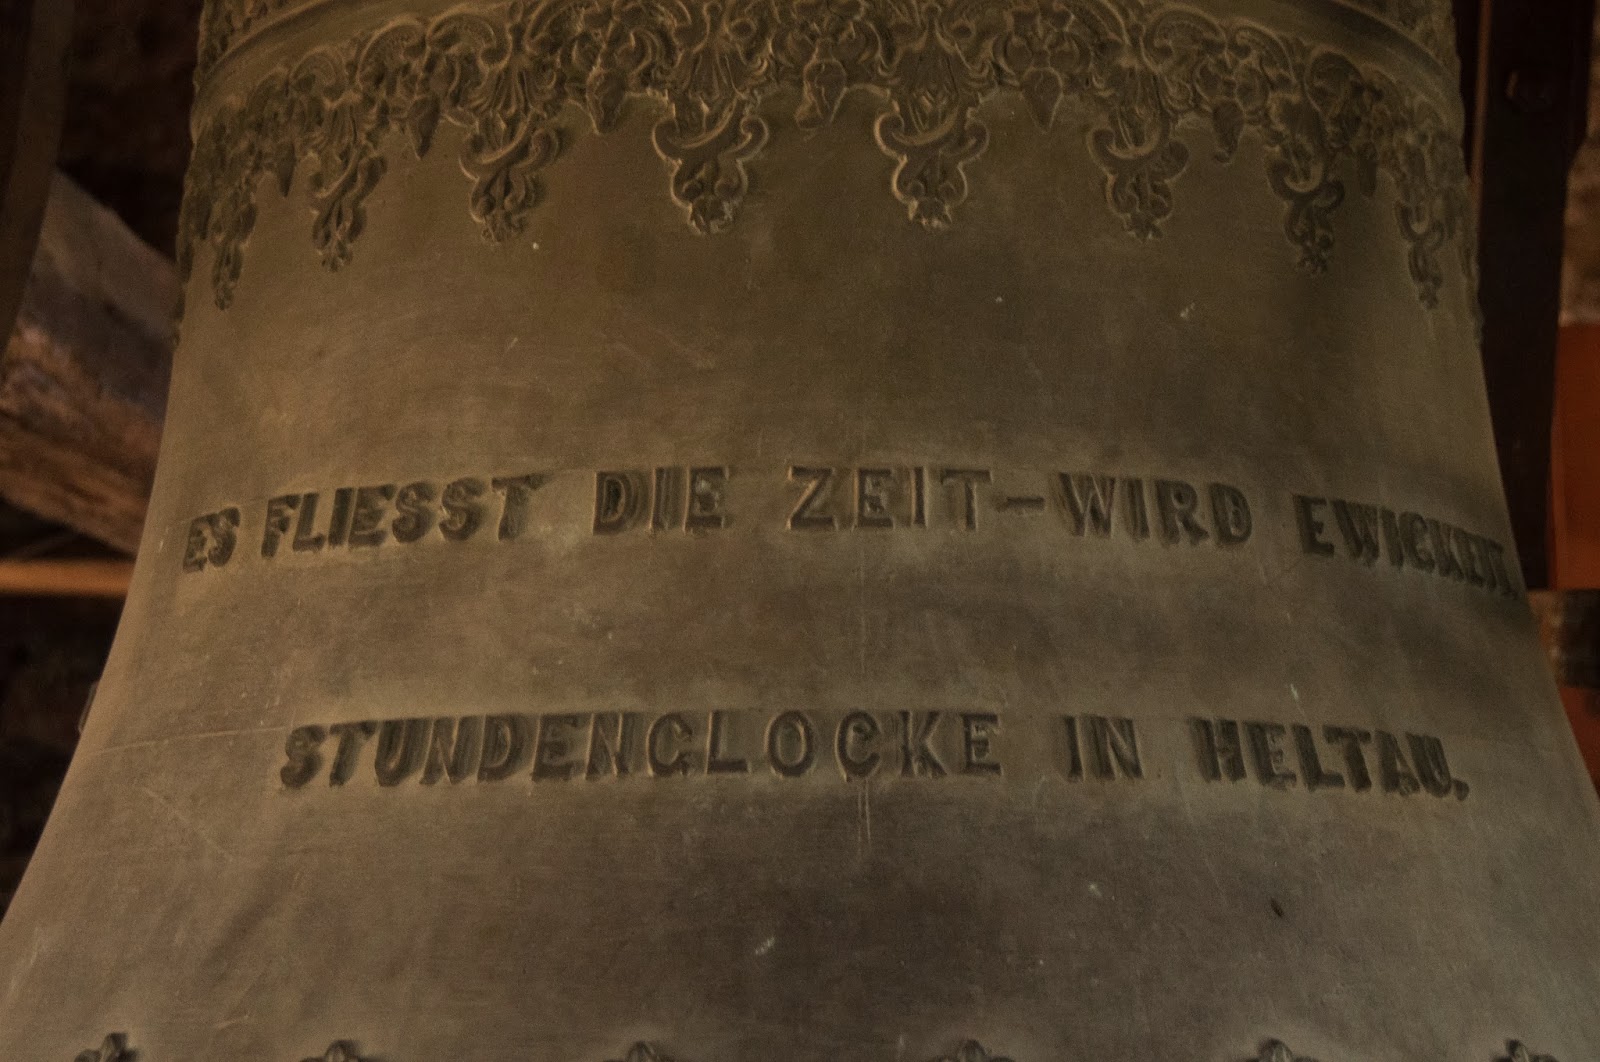 ES FLIESST DIE ZEIT-WIRD EWIGKEIT,
STUNDENGLOCKE IN HELTAU.